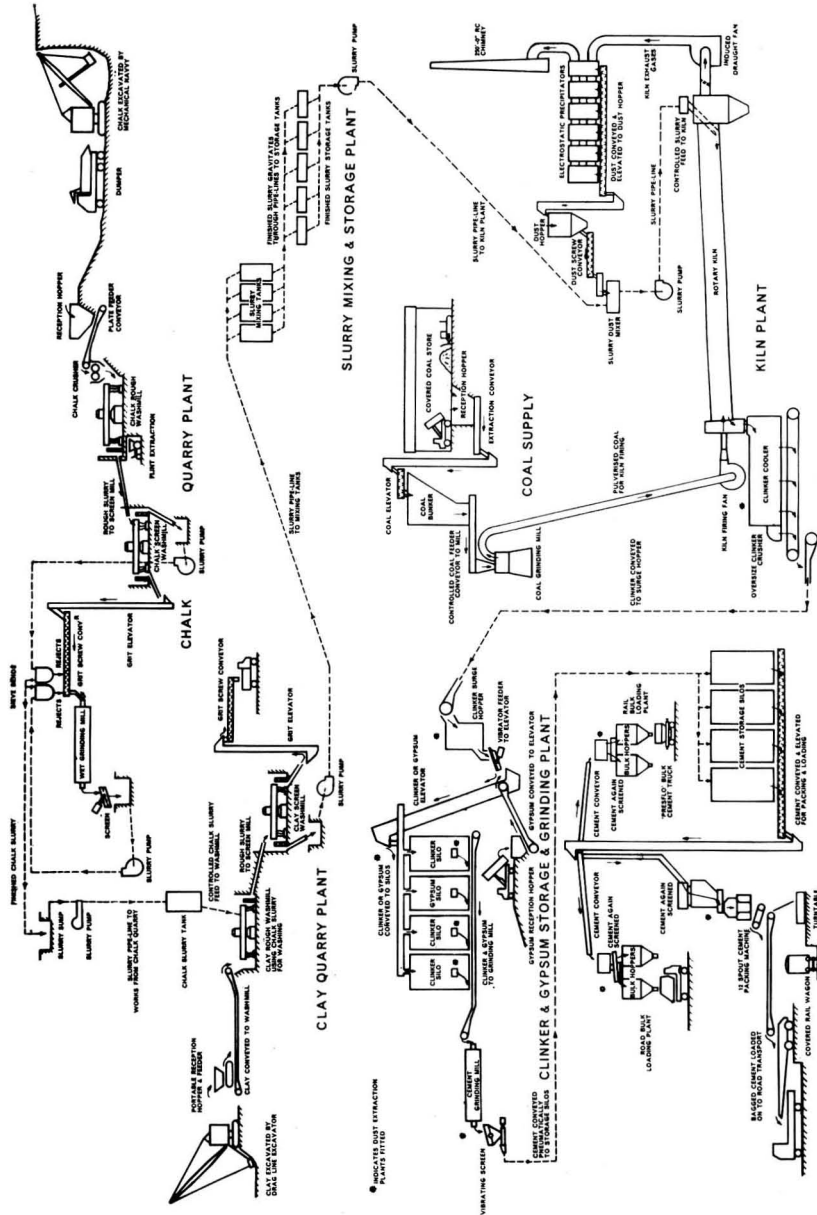 CHALK EXCAVATED BY
MECHANICAL NAVVY
DUMPER
RECEPTION HOPPER
PLATE FEEDER
CONVEYOR
CHALK CRUSHER
CHALK ROUGH
WASHMILL
FLINT EXTRACTION
ROUGH SLURRY
TO SCREEN MILL
CHALK SCREEN
WASHMILL
SLURRY PUMP
GRIT ELEVATOR
CHALK QUARRY PLANT
SIEVE BENDS
REJECTS
REJECTS
GRIT SCREW CONVR
WET GRINDING MILL
SCREEN
SLURRY PUMP
FINISHED CHALK SLURRY
SLURRY SUMP
SLURRY PUMP
SLURRY PIPE-LINE TO
WORKS FROM CHALK QUARRY
CHALK SLURRY TANK
CONTROLLED CHALK SLURRY
FEED TO WASHMILL
CLAY EXCAVATED BY
DRAG LINE EXCAVATOR
PORTABLE RECEPTION
HOPPER & FEEDER
CLAY CONVEYED TO WASHMILL
CLAY ROUGH WASHMILL
USING CHALK SLURRY
FOR WASHING
ROUGH SLURRY
TO SCREEN MILL
CLAY SCREEN
WASHMILL
GRIT ELEVATOR
GRIT SCREW CONVEYOR
SLURRY PUMP
CLAY QUARRY PLANT
SLURRY PIPE-LINE
TO MIXING TANKS
SLURRY
MIXING TANKS
FINISHED SLURRY GRAVITATES
THROUGH PIPE-LINES TO STORAGE TANKS
FINISHED SLURRY STORAGE TANKS
SLURRY PUMP
SLURRY MIXING & STORAGE PLANT
SLURRY PIPE-LINE
TO KILN PLANT
COVERED COAL STORE
RECEPTION HOPPER
EXTRACTION CONVEYOR
COAL ELEVATOR
COAL
BUNKER
CONTROLLED COAL FEEDER
CONVEYOR TO MILL
COAL GRINDING MILL
COAL SUPPLY
PULVERISED COAL
FOR KILN FIRING
250'-0" RC
CHIMNEY
ELECTROSTATIC PRECIPITATORS
DUST CONVEYED &
ELEVATED TO DUST HOPPER
KILN EXHAUST
GASES
INDUCED
DRAUGHT FAN
DUST
HOPPER
DUST SCREW
CONVEYOR
SLURRY DUST
MIXER
SLURRY PUMP
SLURRY PIPE-LINE
CONTROLLED SLURRY
FEED TO KILN
ROTARY KILN
KILN FIRING FAN
CLINKER COOLER
OVERSIZE CLINKER
CRUSHER
KILN PLANT
CLINKER CONVEYED
TO SURGE HOPPER
CLINKER SURGE
HOPPER
VIBRATOR FEEDER
TO ELEVATOR
CLINKER OR GYPSUM
ELEVATOR
GYPSUM CONVEYED TO ELEVATOR
GYPSUM RECEPTION HOPPER
CLINKER OR GYPSUM
CONVEYED TO SILOS
CLINKER
SILO
GYPSUM
SILO
CLINKER
SILO
CLINKER
SILO
CLINKER & GYPSUM
TO GRINDING MILL
CEMENT
GRINDING MILL
VIBRATING SCREEN
CEMENT CONVEYED
PNEUMATICALLY
TO STORAGE SILOS
INDICATES DUST EXTRACTION
PLANTS FITTED
CLINKER & GYPSUM STORAGE & GRINDING PLANT
CEMENT STORAGE SILOS
CEMENT CONVEYED & ELEVATED
FOR PACKING & LOADING
CEMENT CONVEYOR
CEMENT AGAIN
SCREENED
BULK HOPPERS
RAIL
BULK LOADING
PLANT
'PRESFLO' BULK
CEMENT TRUCK
CEMENT CONVEYOR
CEMENT AGAIN
SCREENED
BULK HOPPERS
ROAD BULK
LOADING PLANT
CEMENT AGAIN
SCREENED
12 SPOUT CEMENT
PACKING MACHINE
TURNTABLE
COVERED RAIL WAGON
BAGGED CEMENT LOADED
ON TO ROAD TRANSPORT